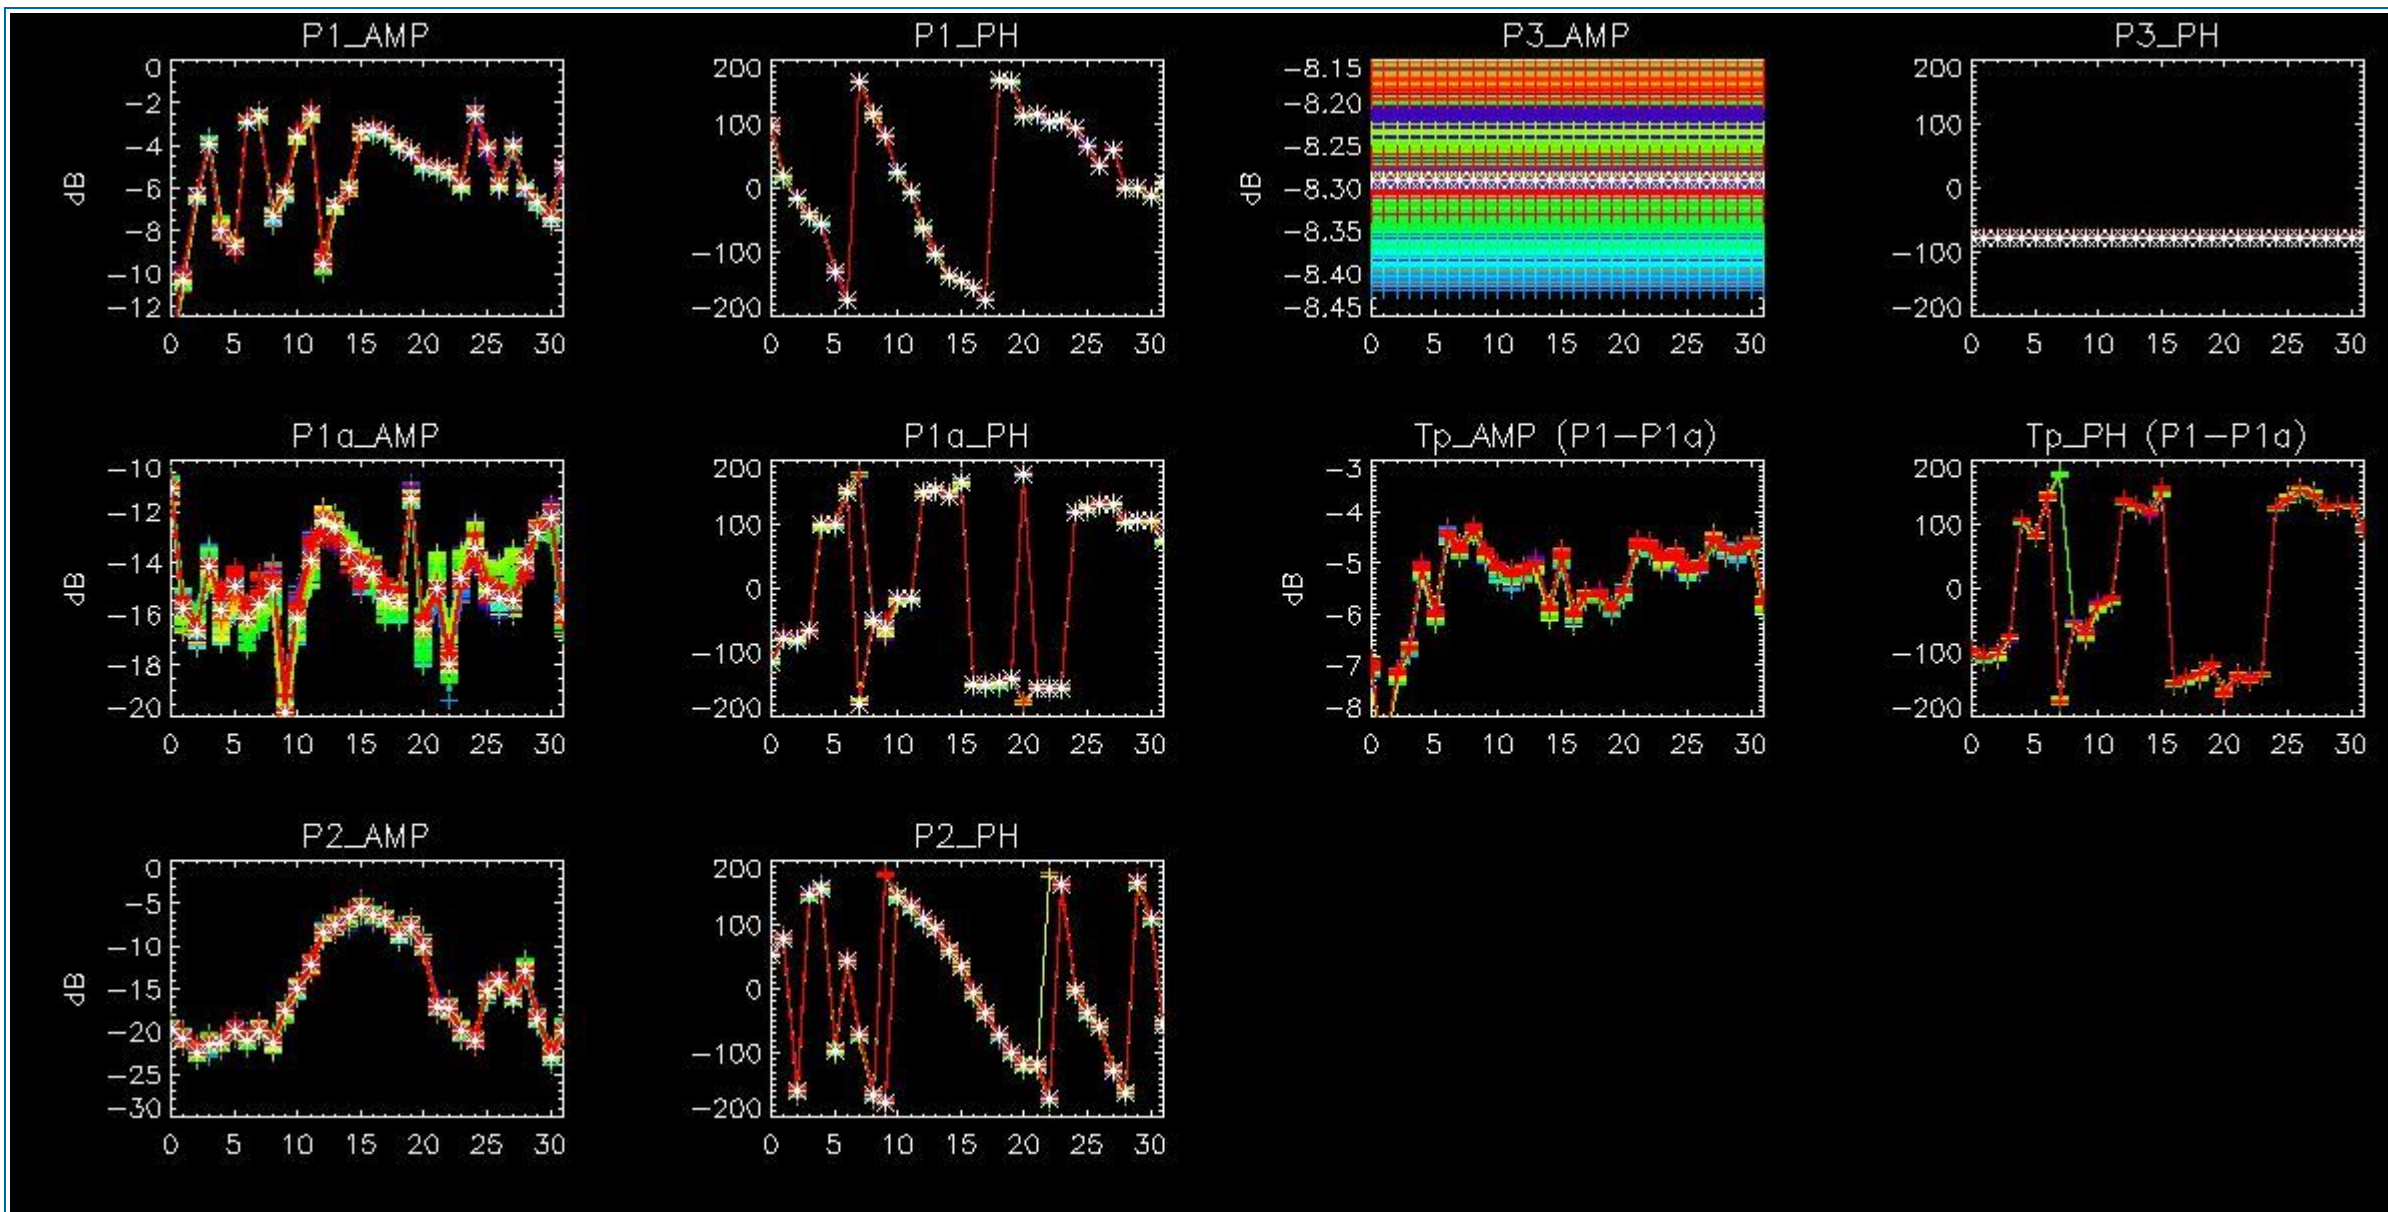 P1_AMP P1_PH P3_AMP P3_PH
0 200 −8.15 200
−2 −8.20
100 100
−4 −8.25
dB −6 0 dB −8.30 0
−8 −8.35
−100 −100
−10 −8.40
−12 −200 −8.45 −200
0 5 10 15 20 25 30 0 5 10 15 20 25 30 0 5 10 15 20 25 30 0 5 10 15 20 25 30
P1a_AMP P1a_PH Tp_AMP (P1−P1a) Tp_PH (P1−P1a)
−10 200 −3 200
−12 100 −4 100
−14 −5
dB 0 dB 0
−16 −6
−18 −100 −7 −100
−20 −200 −8 −200
0 5 10 15 20 25 30 0 5 10 15 20 25 30 0 5 10 15 20 25 30 0 5 10 15 20 25 30
P2_AMP P2_PH
0 200
−5 100
−10
dB −15 0
−20 −100
−25
−30 −200
0 5 10 15 20 25 30 0 5 10 15 20 25 30